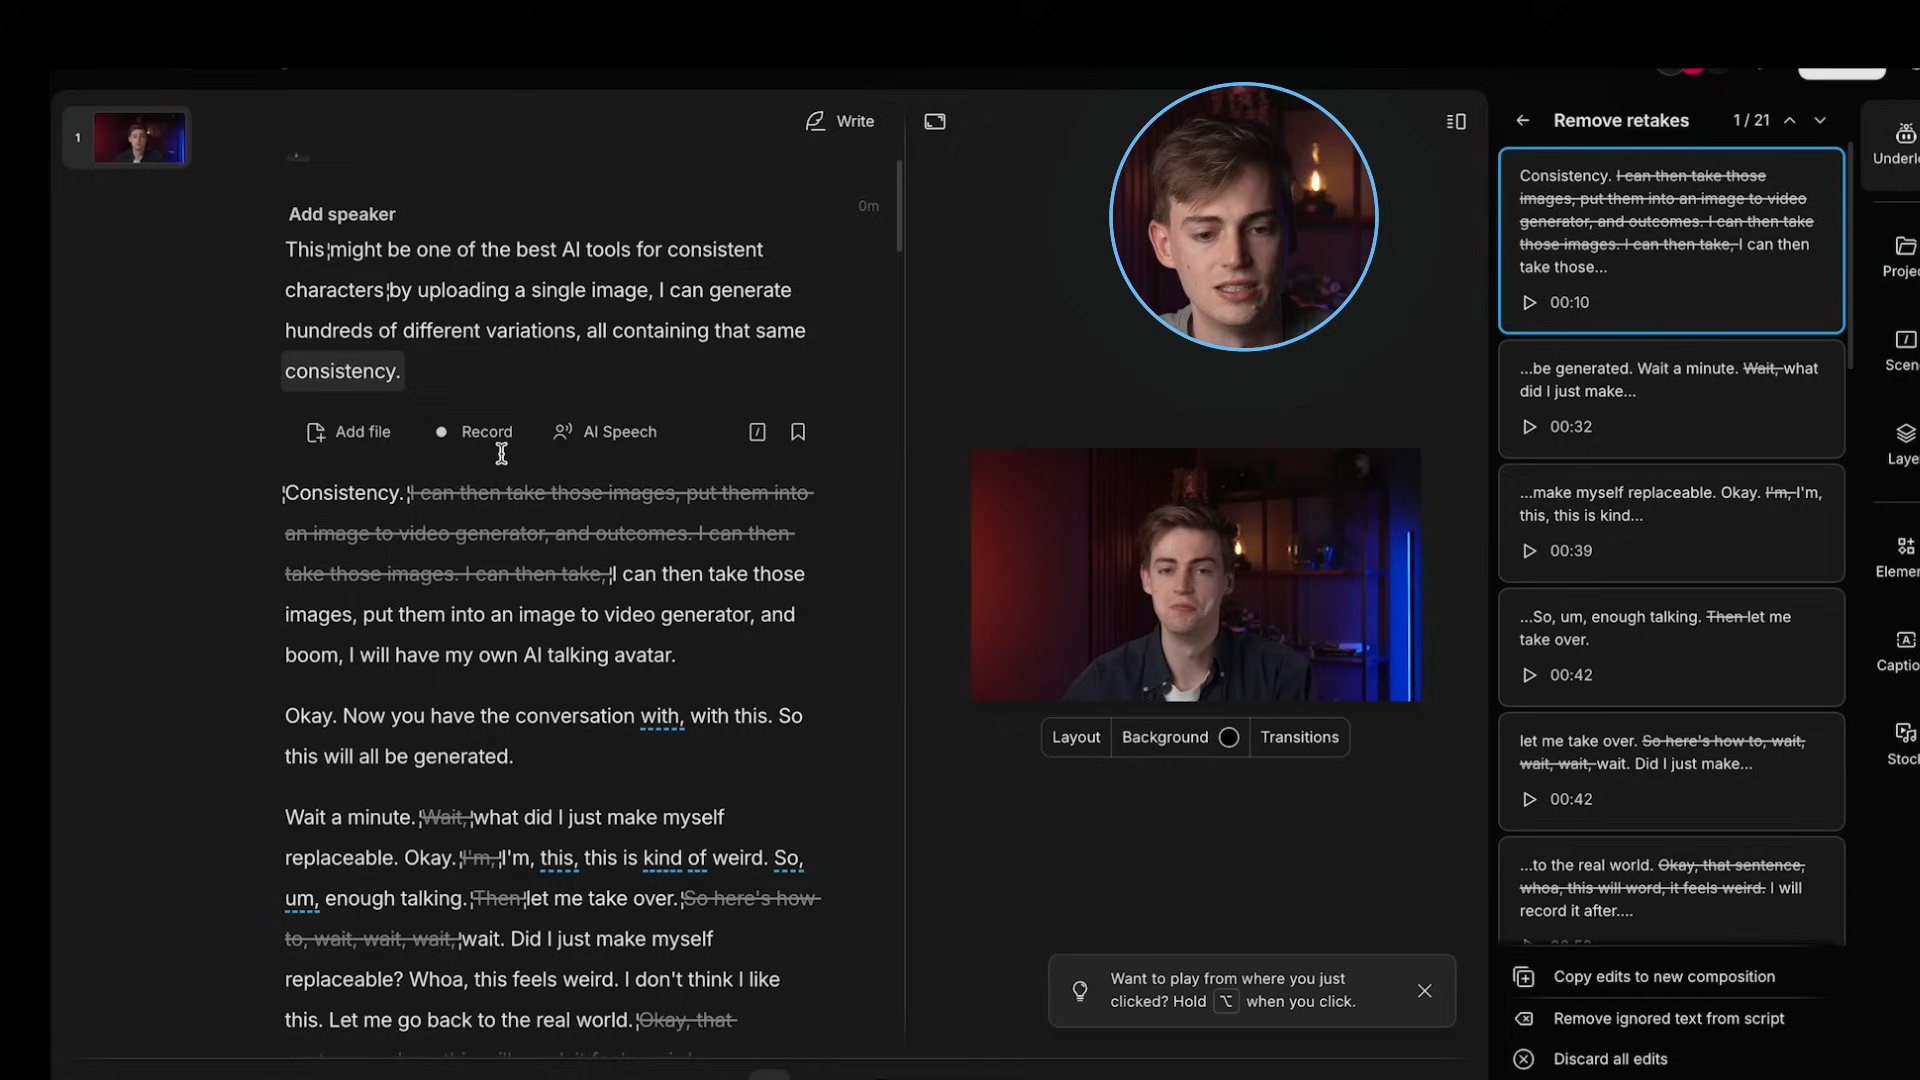 1
Write
Add speaker
0m
This might be one of the best AI tools for consistent
characters by uploading a single image, I can generate
hundreds of different variations, all containing that same
consistency.
Add file
Record
AI Speech
Consistency. I can then take those images, put them into
an image to video generator, and outcomes. I can then
take those images. I can then take, I can then take those
images, put them into an image to video generator, and
boom, I will have my own AI talking avatar.
Okay. Now you have the conversation with, with this. So
this will all be generated.
Wait a minute. Wait, what did I just make myself
replaceable. Okay. I'm, I'm, this, this is kind of weird. So,
um, enough talking. Then let me take over. So here's how
to, wait, wait, wait, wait. Did I just make myself
replaceable? Whoa, this feels weird. I don't think I like
this. Let me go back to the real world. Okay, that
Layout
Background
Transitions
Want to play from where you just
clicked? Hold ⌥ when you click.
Remove retakes
1 / 21
Consistency. I can then take those
images, put them into an image to video
generator, and outcomes. I can then take
those images. I can then take, I can then
take those...
00:10
...be generated. Wait a minute. Wait, what
did I just make...
00:32
...make myself replaceable. Okay. I'm, I'm,
this, this is kind...
00:39
...So, um, enough talking. Then let me
take over.
00:42
let me take over. So here's how to, wait,
wait, wait, wait. Did I just make...
00:42
...to the real world. Okay, that sentence,
whoa, this will word, it feels weird. I will
record it after....
Copy edits to new composition
Remove ignored text from script
Discard all edits
Underl
Projec
Scen
Laye
Elemen
Captio
Stoc